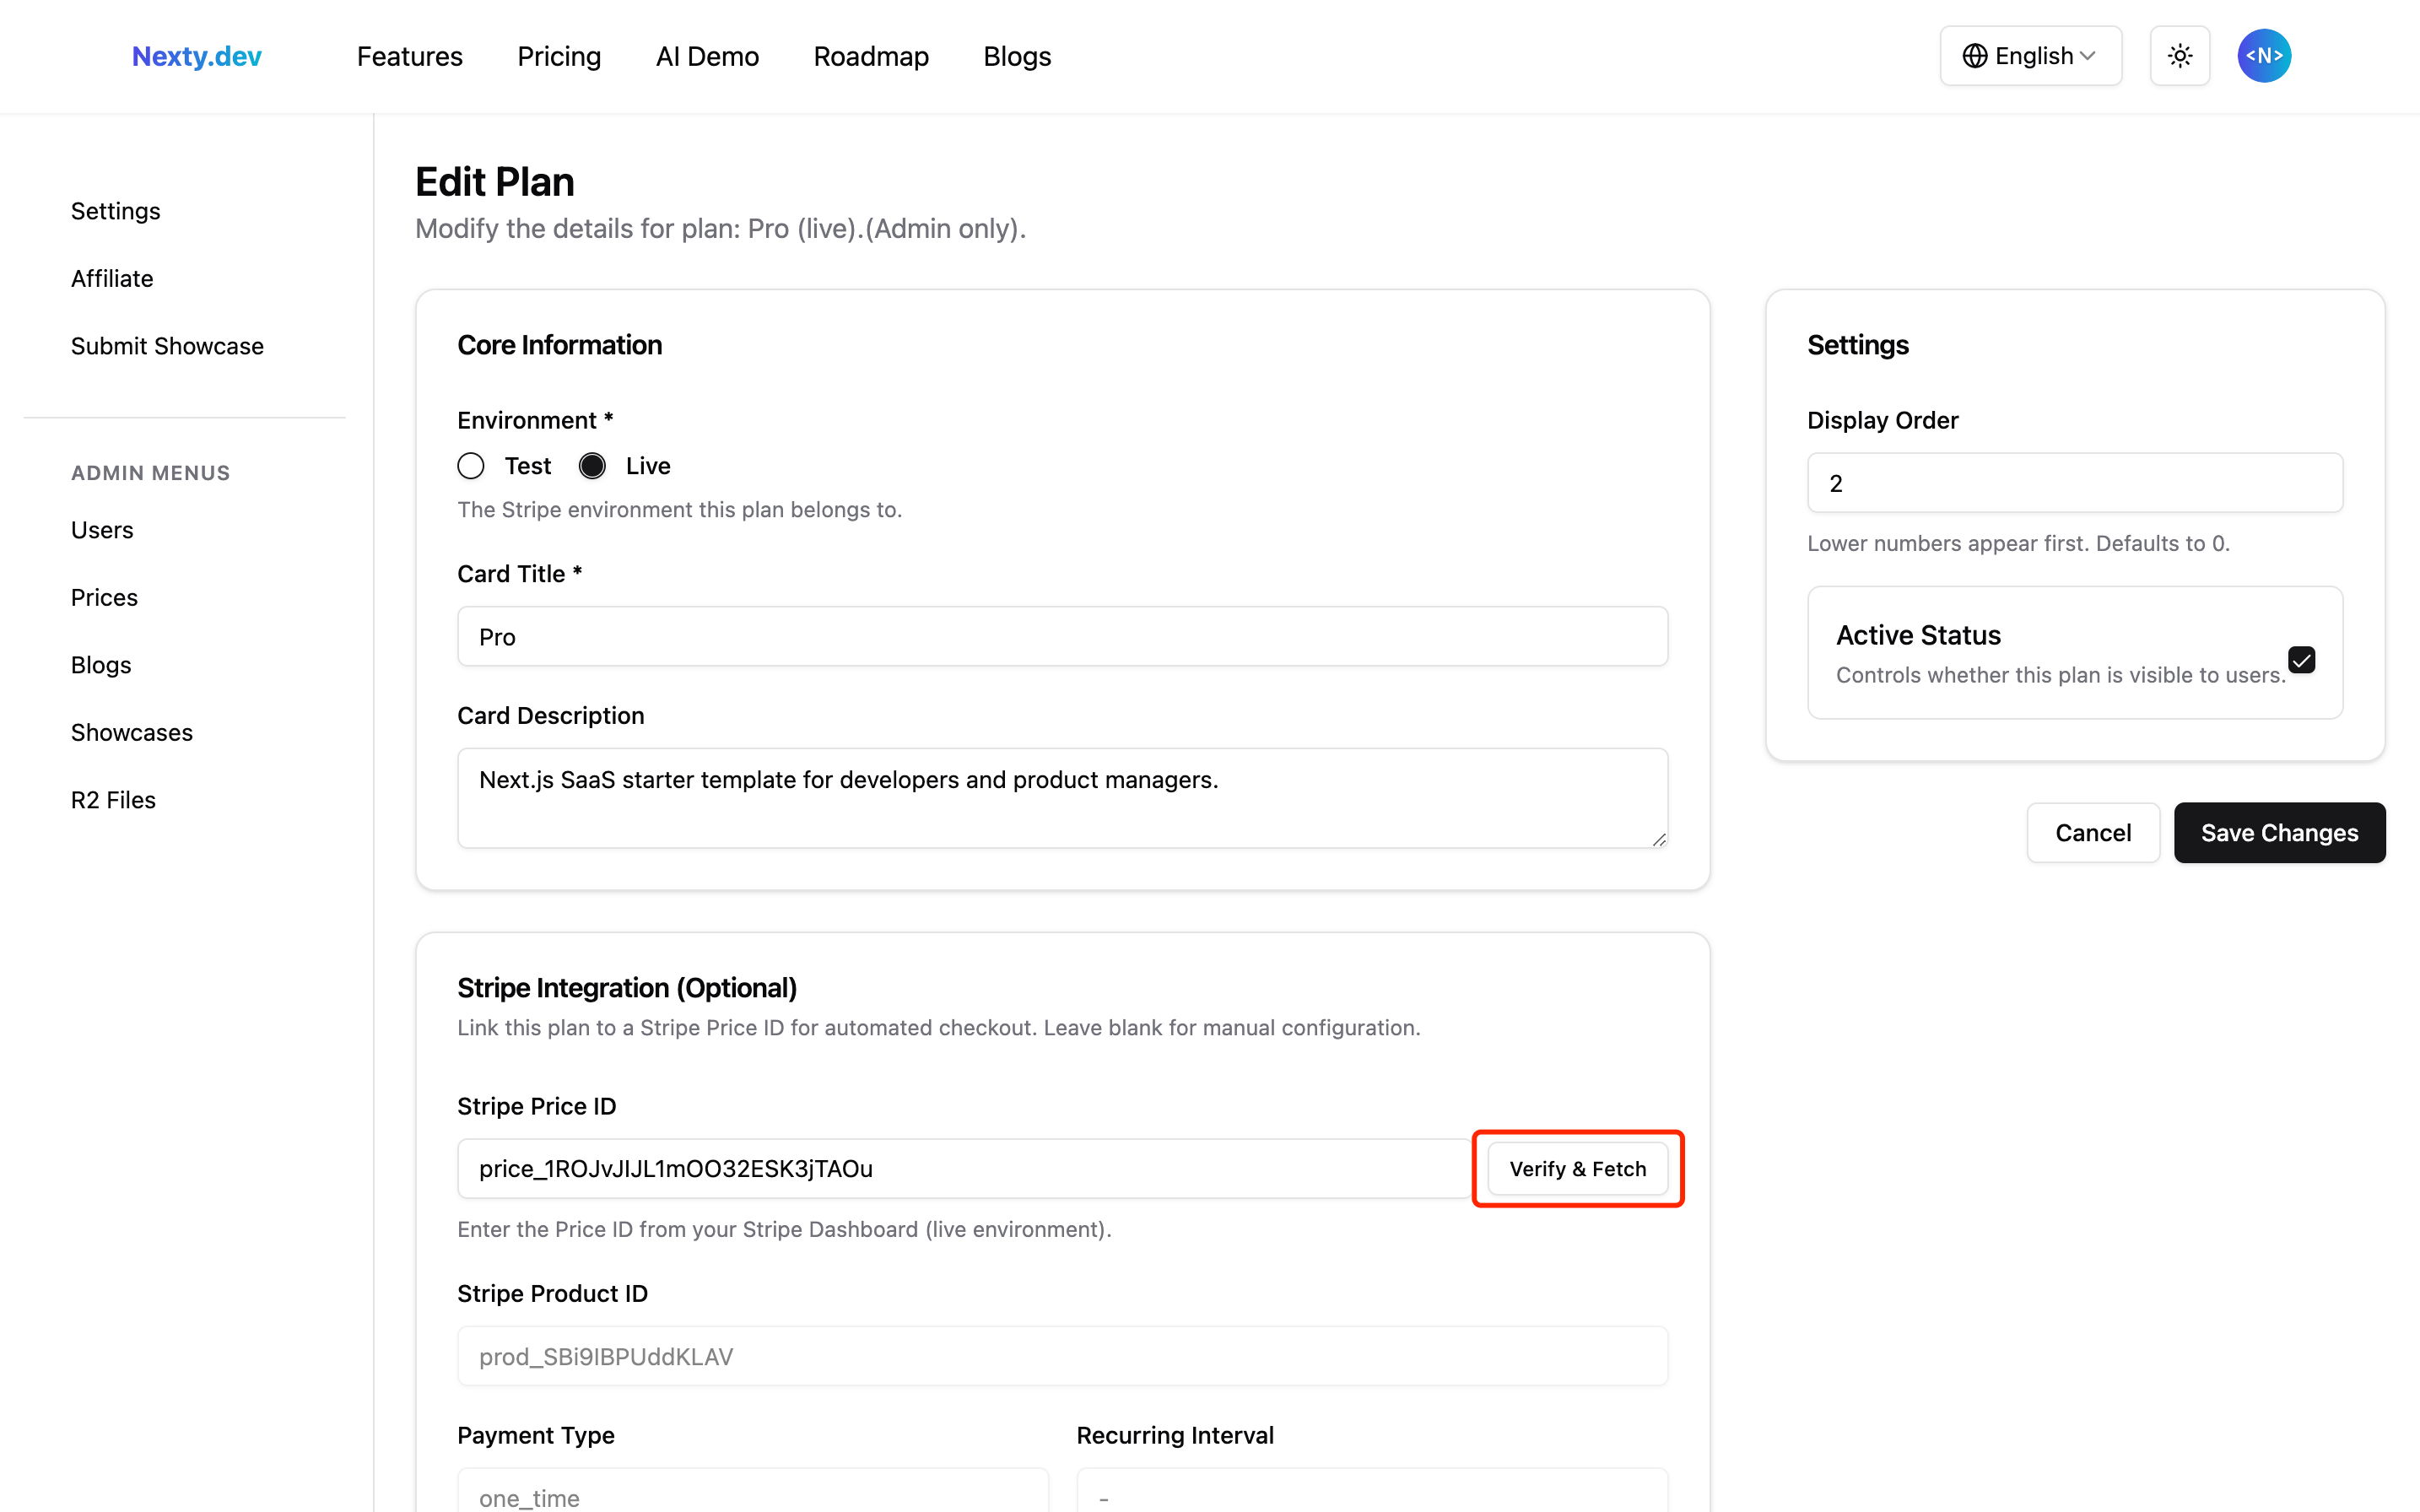 Nexty.dev
Features
Pricing
AI Demo
Roadmap
Blogs
English
<N>
Settings
Affiliate
Submit Showcase
ADMIN MENUS
Users
Prices
Blogs
Showcases
R2 Files
Edit Plan
Modify the details for plan: Pro (live).(Admin only).
Core Information
Environment *
Test
Live
The Stripe environment this plan belongs to.
Card Title *
Pro
Card Description
Next.js SaaS starter template for developers and product managers.
Settings
Display Order
2
Lower numbers appear first. Defaults to 0.
Active Status
Controls whether this plan is visible to users.
Cancel
Save Changes
Stripe Integration (Optional)
Link this plan to a Stripe Price ID for automated checkout. Leave blank for manual configuration.
Stripe Price ID
price_1ROJvJIJL1mOO32ESK3jTAOu
Verify & Fetch
Enter the Price ID from your Stripe Dashboard (live environment).
Stripe Product ID
prod_SBi9IBPUddKLAV
Payment Type
Recurring Interval
one_time
-